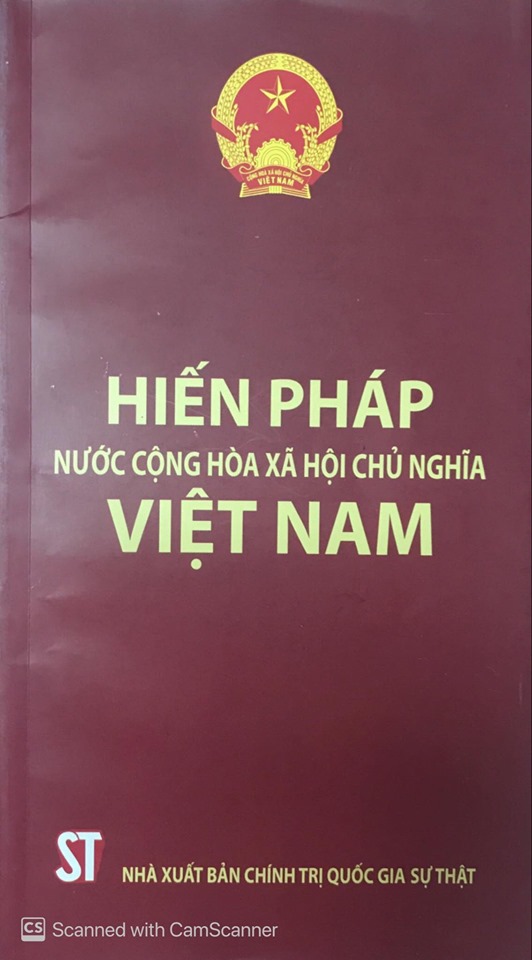 CỘNG HÒA XÃ HỘI CHỦ NGHĨA
VIỆT NAM
HIẾN PHÁP
NƯỚC CỘNG HÒA XÃ HỘI CHỦ NGHĨA
VIỆT NAM
ST
NHÀ XUẤT BẢN CHÍNH TRỊ QUỐC GIA SỰ THẬT
CS Scanned with CamScanner